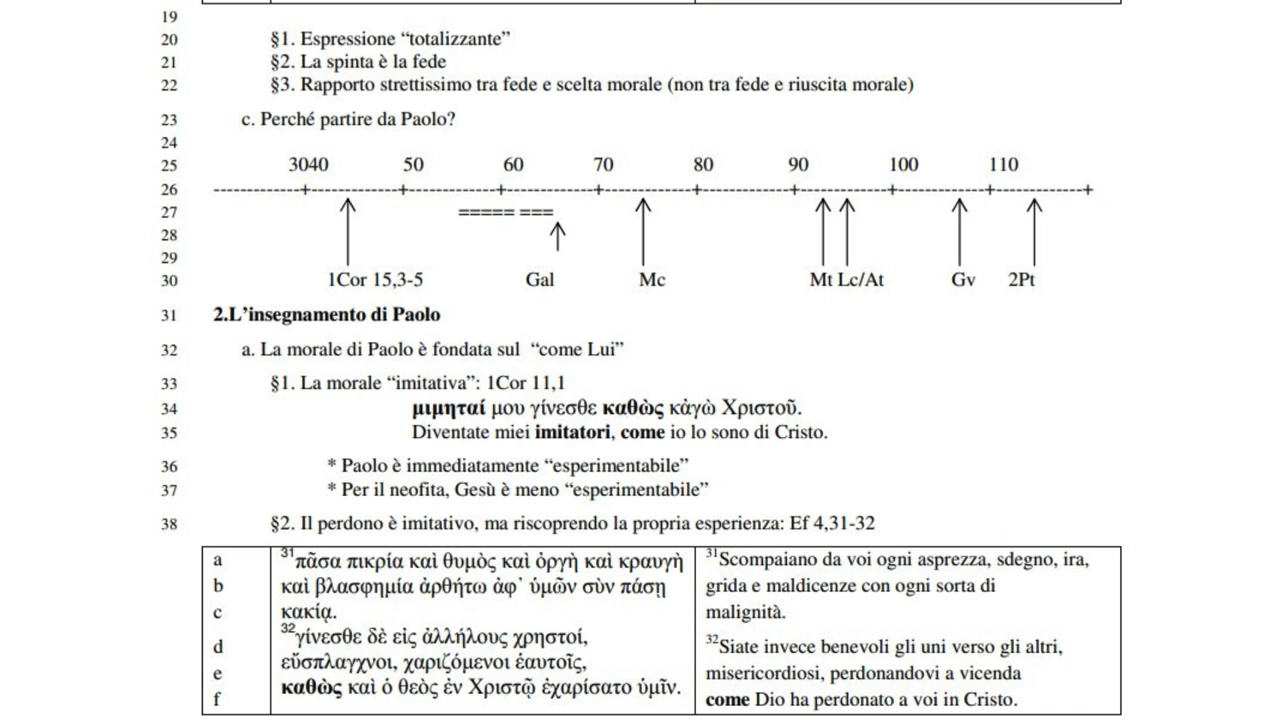 19
20 §1. Espressione “totalizzante”
21 §2. La spinta è la fede
22 §3. Rapporto strettissimo tra fede e scelta morale (non tra fede e riuscita morale)
23 c. Perché partire da Paolo?
24
25 3040 50 60 70 80 90 100 110
26 --------------+--------------+--------------+--------------+--------------+--------------+--------------+--------------+--------------+
27 ===== ===
28
29
30 1Cor 15,3-5 Gal Mc Mt Lc/At Gv 2Pt
31 2.L’insegnamento di Paolo
32 a. La morale di Paolo è fondata sul “come Lui”
33 §1. La morale “imitativa”: 1Cor 11,1
34 μιμηταί μου γίνεσθε καθὼς κἀγὼ Χριστοῦ.
35 Diventate miei imitatori, come io lo sono di Cristo.
36 * Paolo è immediatamente “esperimentabile”
37 * Per il neofita, Gesù è meno “esperimentabile”
38 §2. Il perdono è imitativo, ma riscoprendo la propria esperienza: Ef 4,31-32
a ³¹πᾶσα πικρία καὶ θυμὸς καὶ ὀργὴ καὶ κραυγὴ
b καὶ βλασφημία ἀρθήτω ἀφ᾽ ὑμῶν σὺν πάσῃ
c κακίᾳ.
d ³²γίνεσθε δὲ εἰς ἀλλήλους χρηστοί,
e εὔσπλαγχνοι, χαριζόμενοι ἑαυτοῖς,
f καθὼς καὶ ὁ θεὸς ἐν Χριστῷ ἐχαρίσατο ὑμῖν.
³¹Scompaiano da voi ogni asprezza, sdegno, ira,
grida e maldicenze con ogni sorta di
malignità.
³²Siate invece benevoli gli uni verso gli altri,
misericordiosi, perdonandovi a vicenda
come Dio ha perdonato a voi in Cristo.